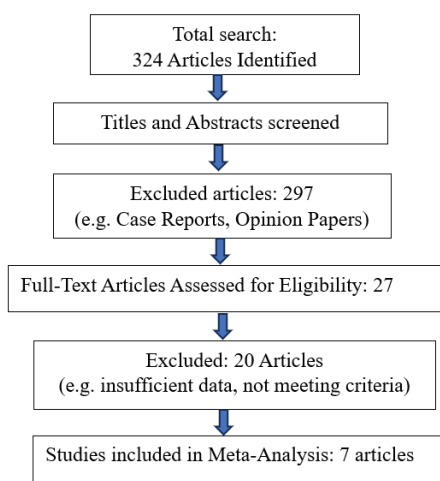 Total search:
324 Articles Identified
Titles and Abstracts screened
Excluded articles: 297
(e.g. Case Reports, Opinion Papers)
Full-Text Articles Assessed for Eligibility: 27
Excluded: 20 Articles
(e.g. insufficient data, not meeting criteria)
Studies included in Meta-Analysis: 7 articles